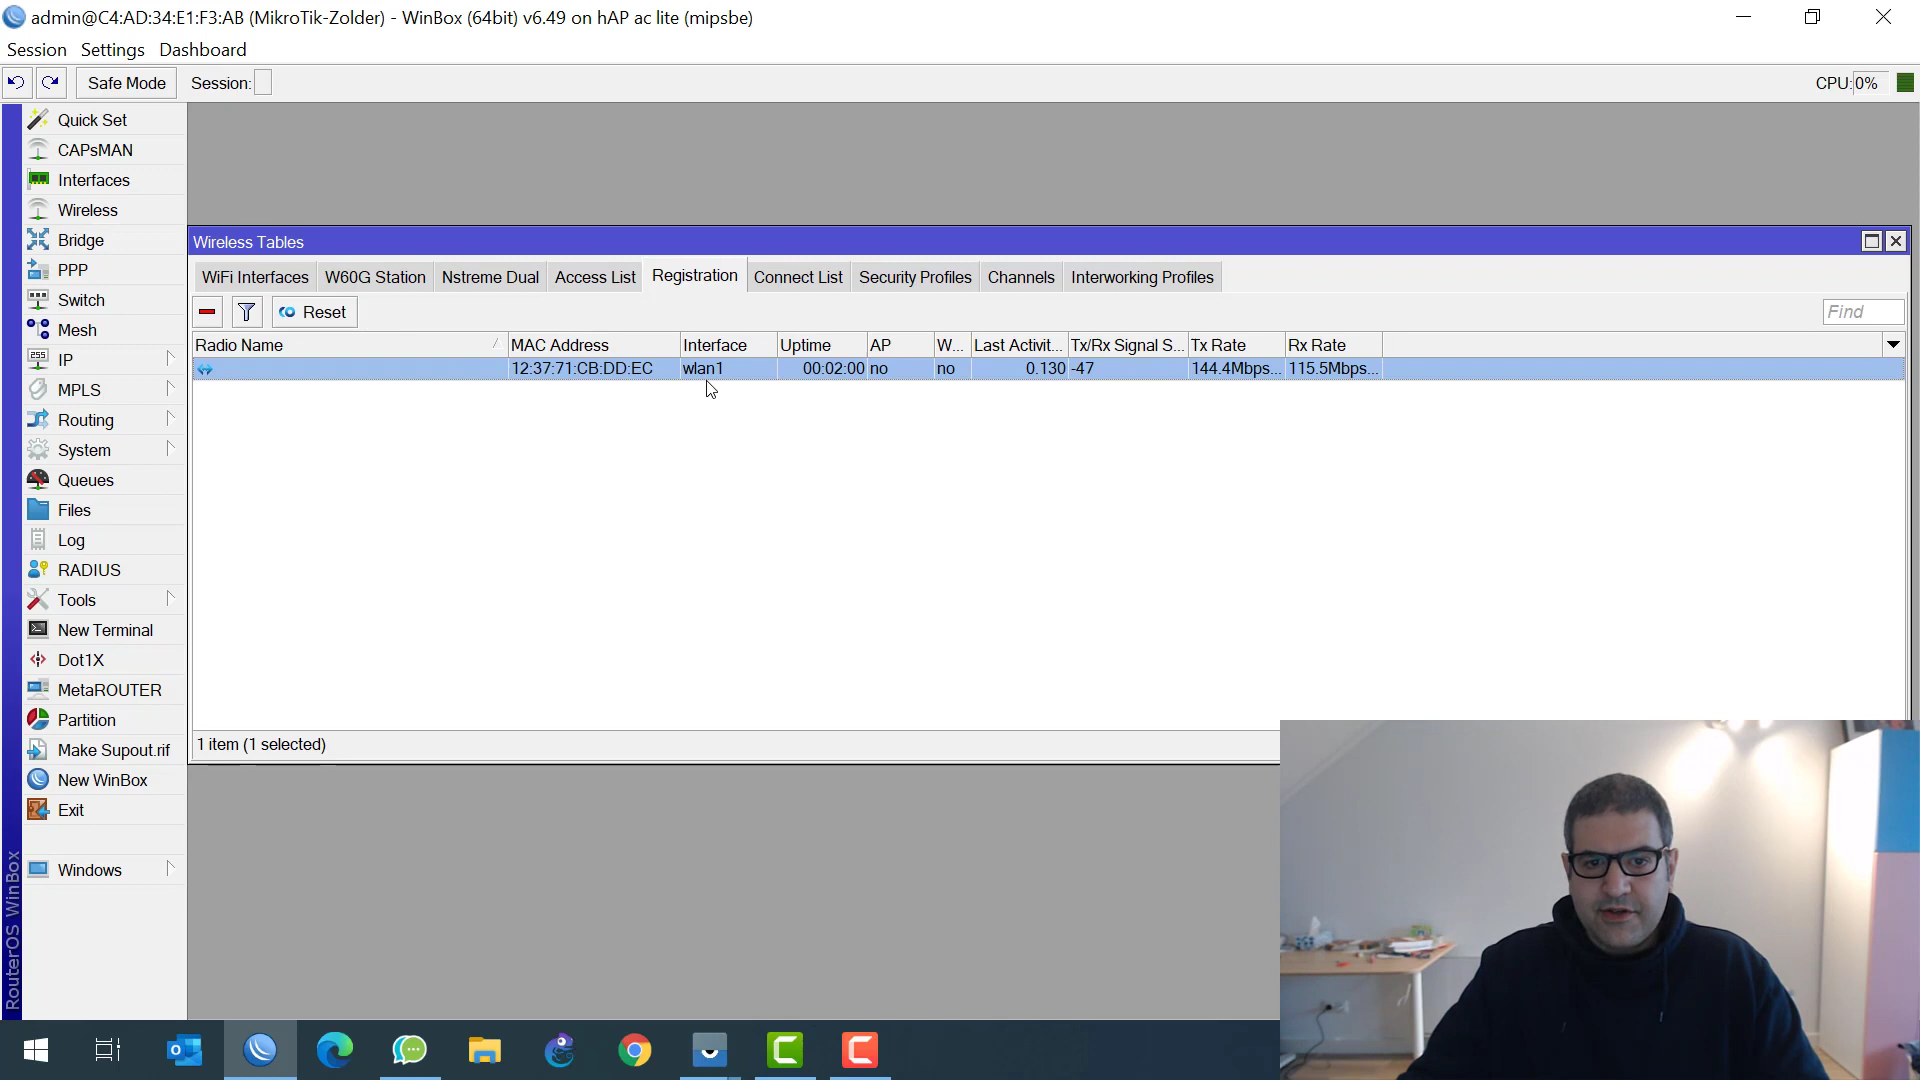 admin@C4:AD:34:E1:F3:AB (MikroTik-Zolder) - WinBox (64bit) v6.49 on hAP ac lite (mipsbe)
Session Settings Dashboard
Safe Mode Session: CPU: 0%
Quick Set
CAPsMAN
Interfaces
Wireless
Bridge
PPP
Switch
Mesh
IP
MPLS
Routing
System
Queues
Files
Log
RADIUS
Tools
New Terminal
Dot1X
MetaROUTER
Partition
Make Supout.rif
New WinBox
Exit
Windows
RouterOS WinBox
Wireless Tables
WiFi Interfaces W60G Station Nstreme Dual Access List Registration Connect List Security Profiles Channels Interworking Profiles
Reset Find
Radio Name MAC Address Interface Uptime AP W... Last Activit... Tx/Rx Signal S... Tx Rate Rx Rate
12:37:71:CB:DD:EC wlan1 00:02:00 no no 0.130 -47 144.4Mbps... 115.5Mbps...
1 item (1 selected)